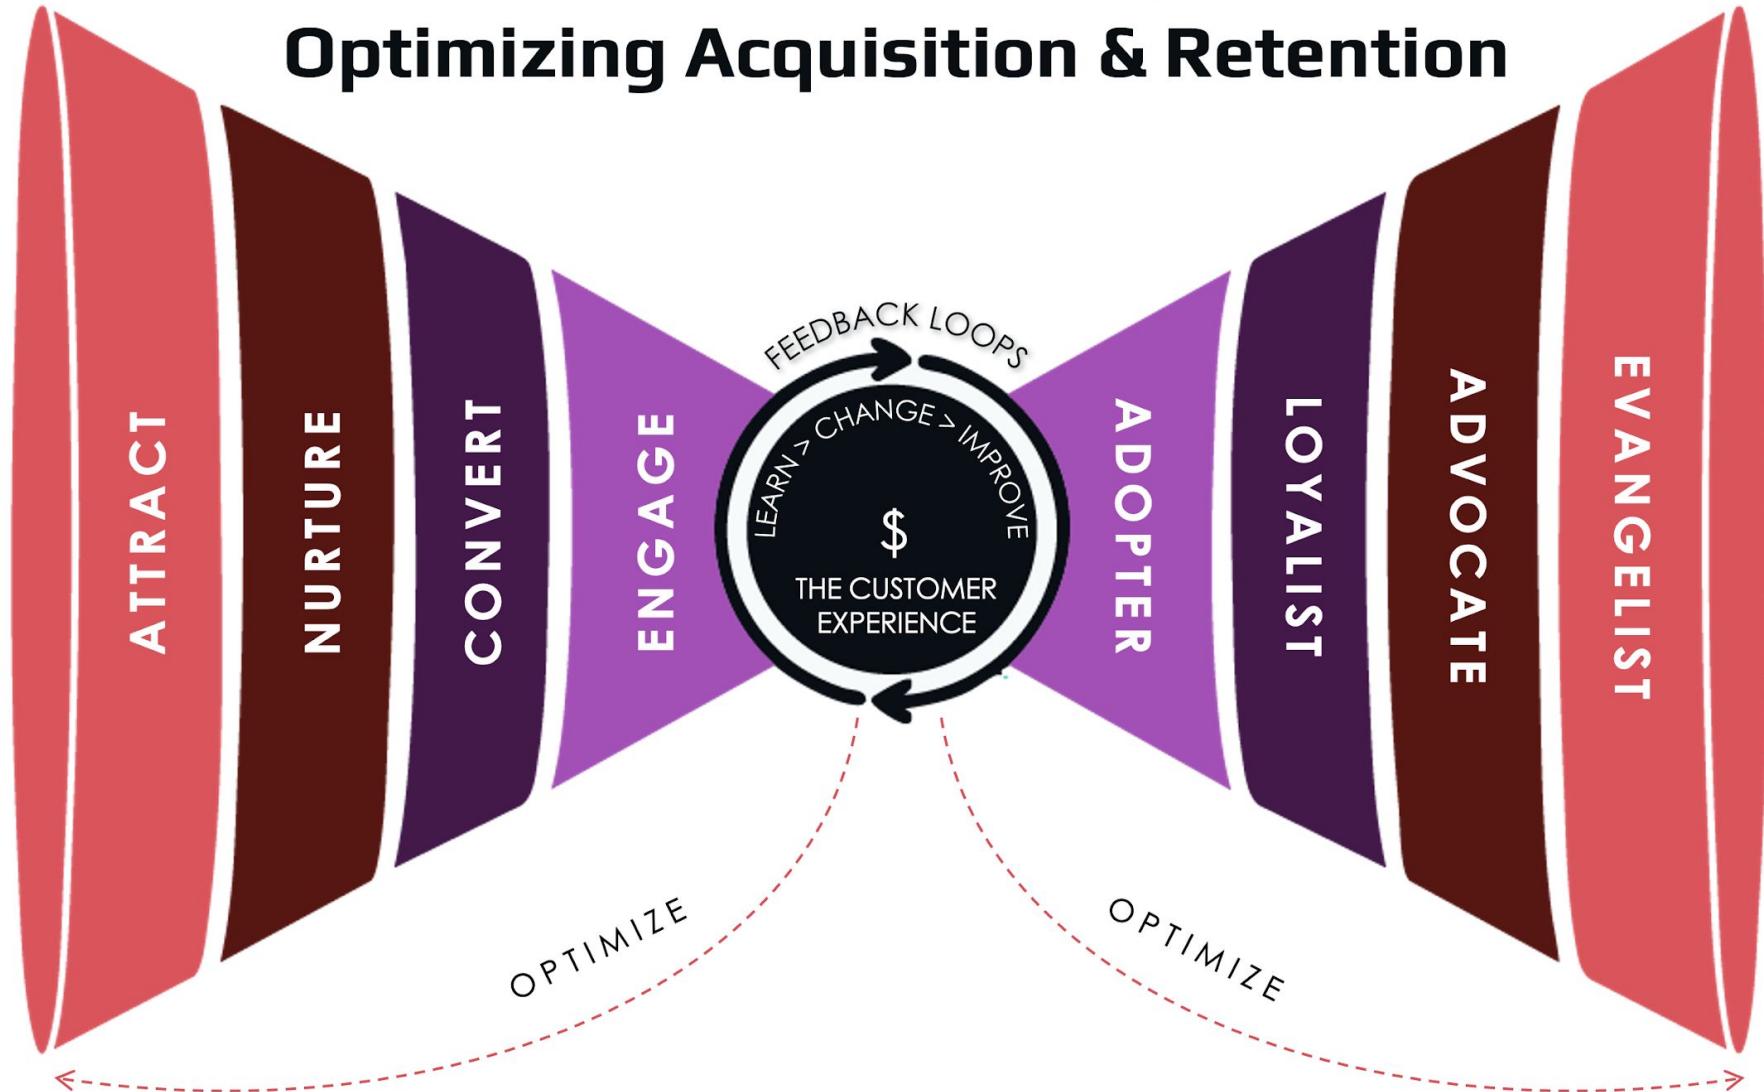 Optimizing Acquisition & Retention
ATTRACT
NURTURE
CONVERT
ENGAGE
FEEDBACK LOOPS
LEARN > CHANGE > IMPROVE
$
THE CUSTOMER
EXPERIENCE
ADOPTER
LOYALIST
ADVOCATE
EVANGELIST
OPTIMIZE
OPTIMIZE